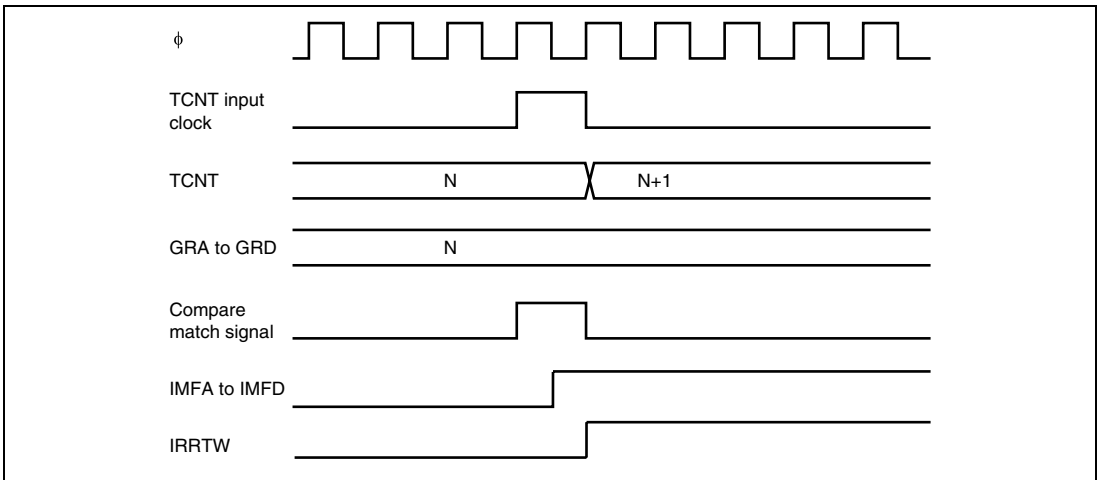 ϕ
TCNT input
clock
TCNT
N
N+1
GRA to GRD
N
Compare
match signal
IMFA to IMFD
IRRTW